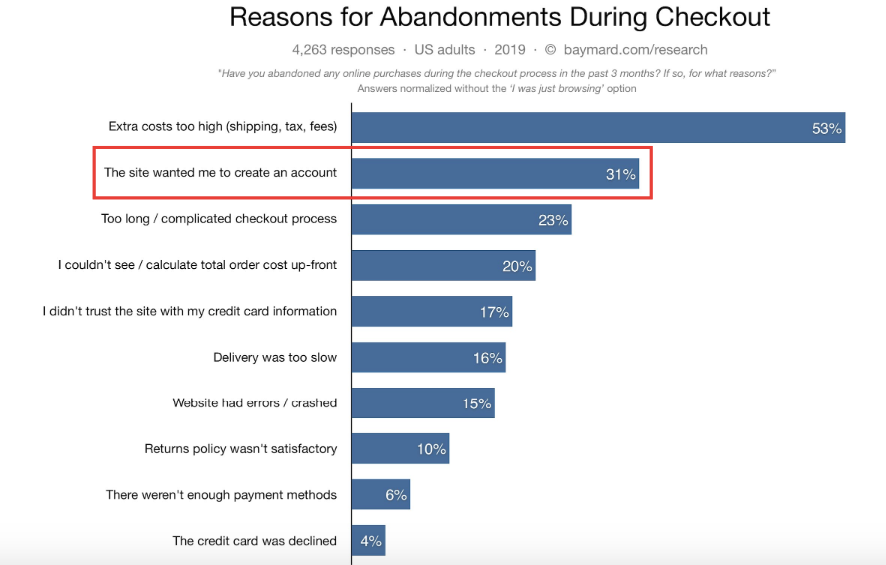 Reasons for Abandonments During Checkout
4,263 responses · US adults · 2019 · © baymard.com/research
"Have you abandoned any online purchases during the checkout process in the past 3 months? If so, for what reasons?"
Answers normalized without the 'I was just browsing' option
Extra costs too high (shipping, tax, fees) 53%
The site wanted me to create an account 31%
Too long / complicated checkout process 23%
I couldn't see / calculate total order cost up-front 20%
I didn't trust the site with my credit card information 17%
Delivery was too slow 16%
Website had errors / crashed 15%
Returns policy wasn't satisfactory 10%
There weren't enough payment methods 6%
The credit card was declined 4%